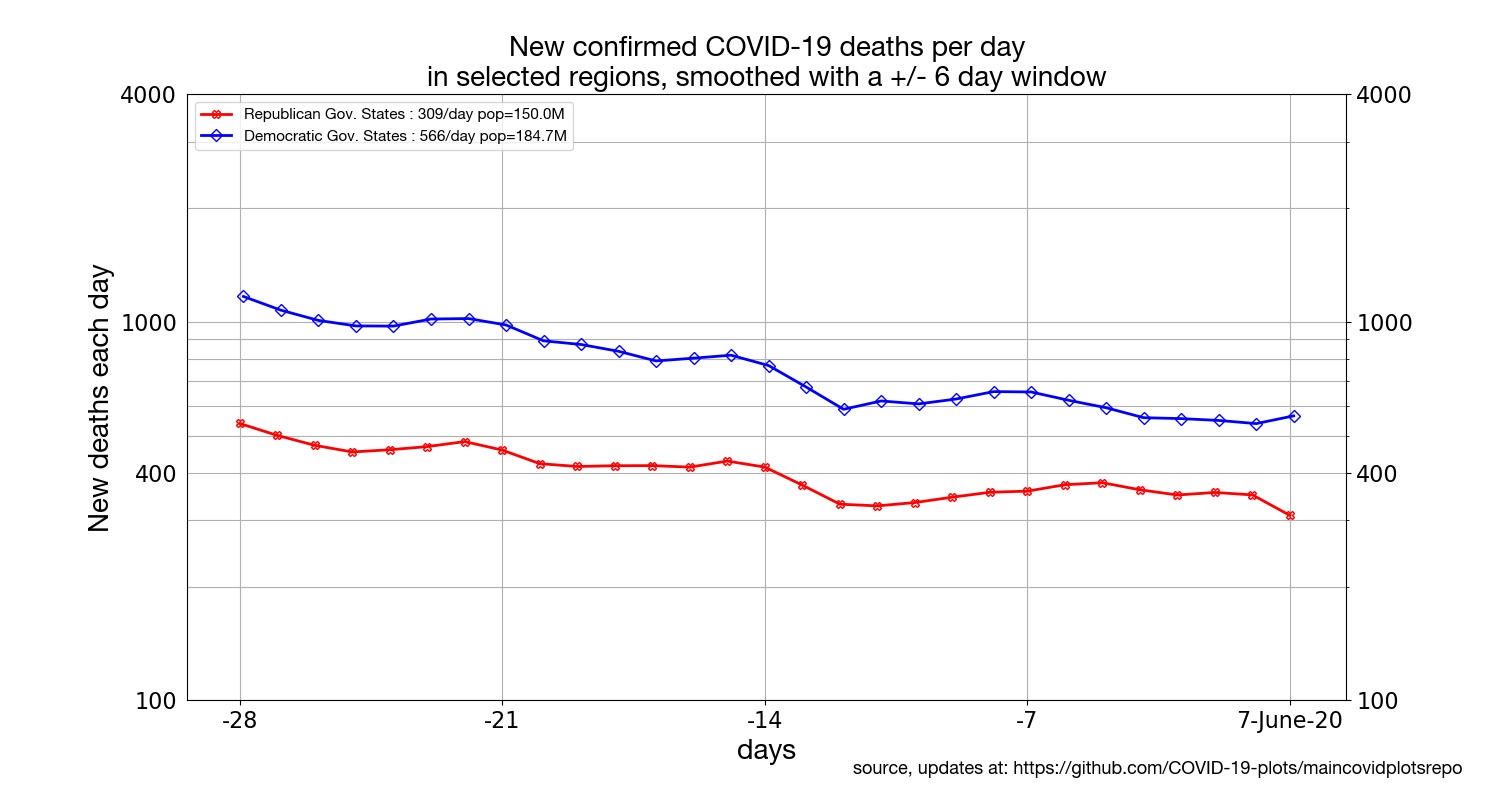 New confirmed COVID-19 deaths per day
in selected regions, smoothed with a +/- 6 day window
4000
4000
Republican Gov. States : 309/day pop=150.0M
Democratic Gov. States : 566/day pop=184.7M
1000
1000
New deaths each day
400
400
100
100
-28
-21
-14
-7
7-June-20
days
source, updates at: https://github.com/COVID-19-plots/maincovidplotsrepo